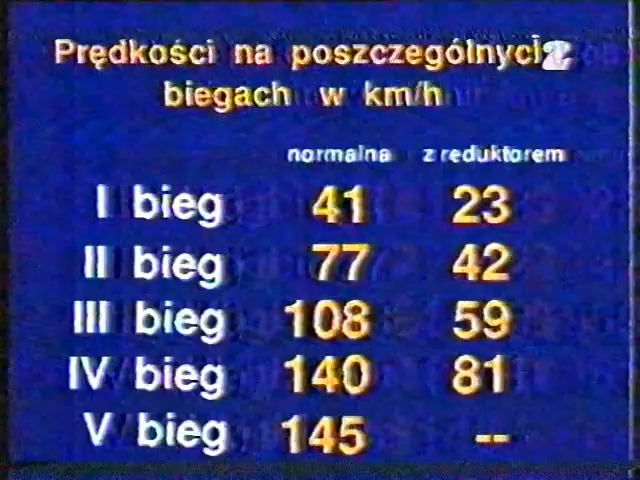 Prędkości na poszczególnych
biegach w km/h
normalna z reduktorem
I bieg 41 23
II bieg 77 42
III bieg 108 59
IV bieg 140 81
V bieg 145 --